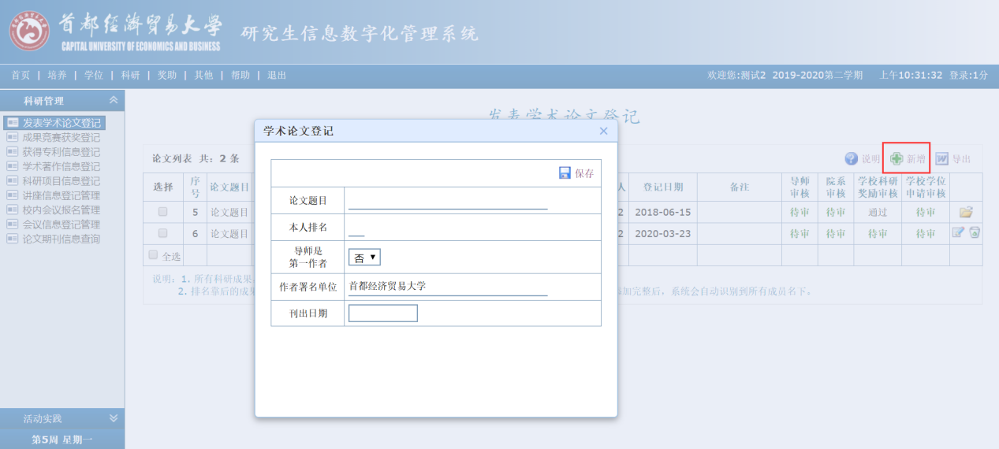 首都经济贸易大学
CAPITAL UNIVERSITY OF ECONOMICS AND BUSINESS
研究生信息数字化管理系统
首页 | 培养 | 学位 | 科研 | 奖助 | 其他 | 帮助 | 退出
欢迎您:测试2 2019-2020第二学期 上午10:31:32 登录:1分
科研管理
发表学术论文登记
成果竞赛获奖登记
获得专利信息登记
学术著作信息登记
科研项目信息登记
讲座信息登记管理
校内会议报名管理
会议信息登记管理
论文期刊信息查询
活动实践
第5周 星期一
发表学术论文登记
论文列表 共: 2 条
说明 新增 导出
选择 序号 论文题目 人 登记日期 备注 导师审核 院系审核 学校科研奖励审核 学校学位申请审核
5 论文题目 2 2018-06-15 待审 待审 通过 待审
6 论文题目 2 2020-03-23 待审 待审 待审 待审
全选
说明: 1. 所有科研成果
2. 排名靠后的成 加完整后，系统会自动识别到所有成员名下。
学术论文登记
保存
论文题目
本人排名
导师是
第一作者
否
作者署名单位 首都经济贸易大学
刊出日期